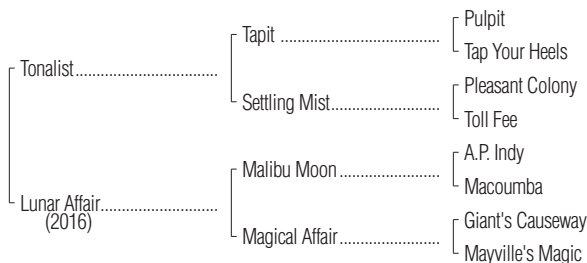 Pulpit
Tapit
Tap Your Heels
Tonalist
Pleasant Colony
Settling Mist
Toll Fee
A.P. Indy
Malibu Moon
Macoumba
Lunar Affair
(2016)
Giant's Causeway
Magical Affair
Mayville's Magic